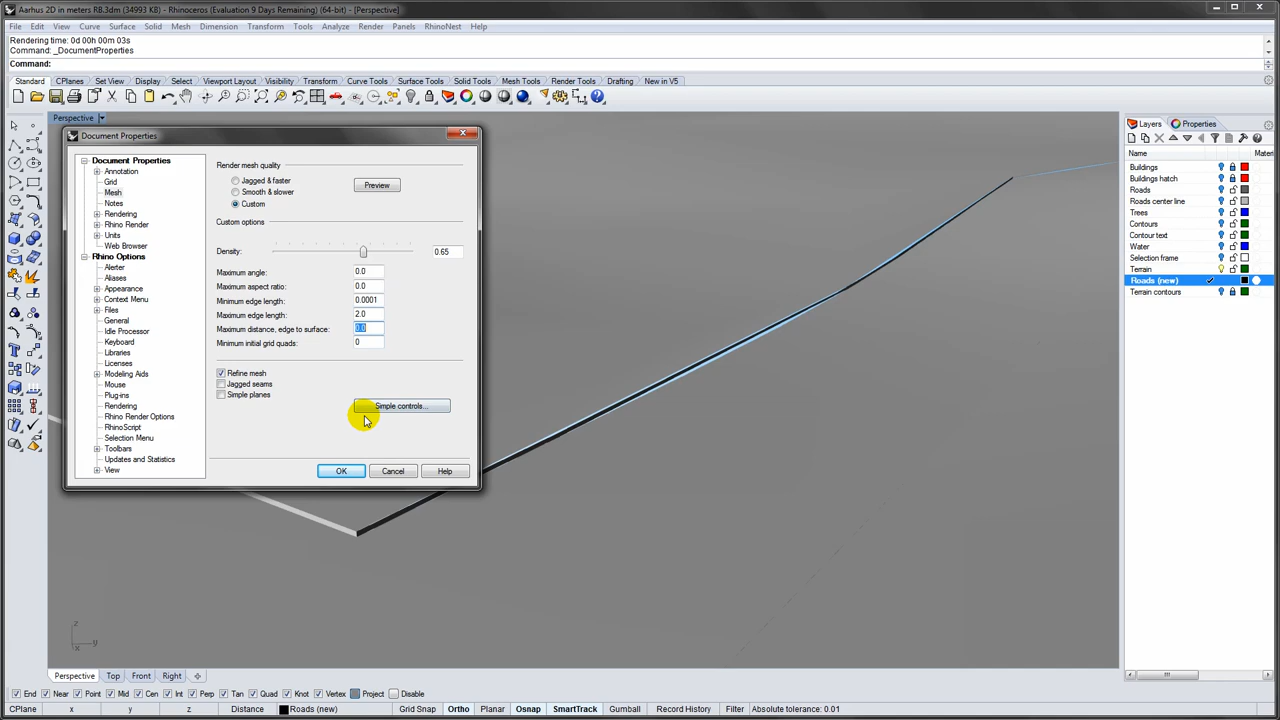 Aarhus 2D in meters RB.3dm (34993 KB) - Rhinoceros (Evaluation 9 Days Remaining) (64-bit) - [Perspective]
File Edit View Curve Surface Solid Mesh Dimension Transform Tools Analyze Render Panels RhinoNest Help
Rendering time: 0d 00h 00m 03s
Command: _DocumentProperties
Command:
Standard CPlanes Set View Display Select Viewport Layout Visibility Transform Curve Tools Surface Tools Solid Tools Mesh Tools Render Tools Drafting New in V5
Perspective
Document Properties
Document Properties
Annotation
Grid
Mesh
Notes
Rendering
Rhino Render
Units
Web Browser
Rhino Options
Alerter
Aliases
Appearance
Context Menu
Files
General
Idle Processor
Keyboard
Libraries
Licenses
Modeling Aids
Mouse
Plug-ins
Rendering
Rhino Render Options
RhinoScript
Selection Menu
Toolbars
Updates and Statistics
View
Render mesh quality
Jagged & faster
Smooth & slower
Custom
Preview
Custom options
Density: 0.65
Maximum angle: 0.0
Maximum aspect ratio: 0.0
Minimum edge length: 0.0001
Maximum edge length: 2.0
Maximum distance, edge to surface: 0.0
Minimum initial grid quads: 0
Refine mesh
Jagged seams
Simple planes
Simple controls...
OK Cancel Help
Layers Properties
Name Materi
Buildings
Buildings hatch
Roads
Roads center line
Trees
Contours
Contour text
Water
Selection frame
Terrain
Roads (new)
Terrain contours
z
x y
Perspective Top Front Right
End Near Point Mid Cen Int Perp Tan Quad Knot Vertex Project Disable
CPlane x y z Distance Roads (new) Grid Snap Ortho Planar Osnap SmartTrack Gumball Record History Filter Absolute tolerance: 0.01